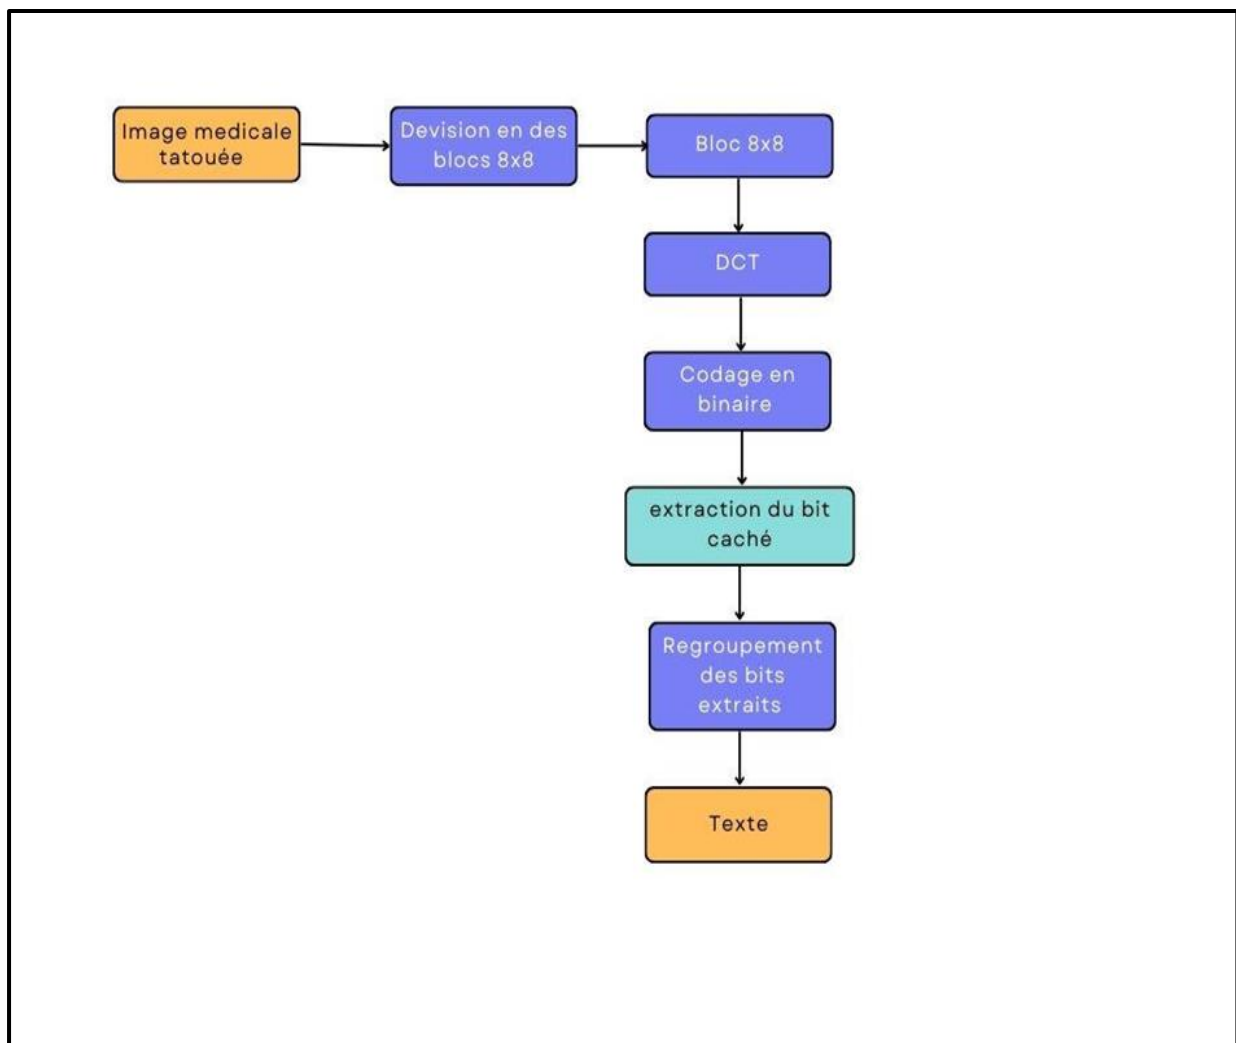 Image medicale
tatouée
Devision en des
blocs 8x8
Bloc 8x8
DCT
Codage en
binaire
extraction du bit
caché
Regroupement
des bits
extraits
Texte